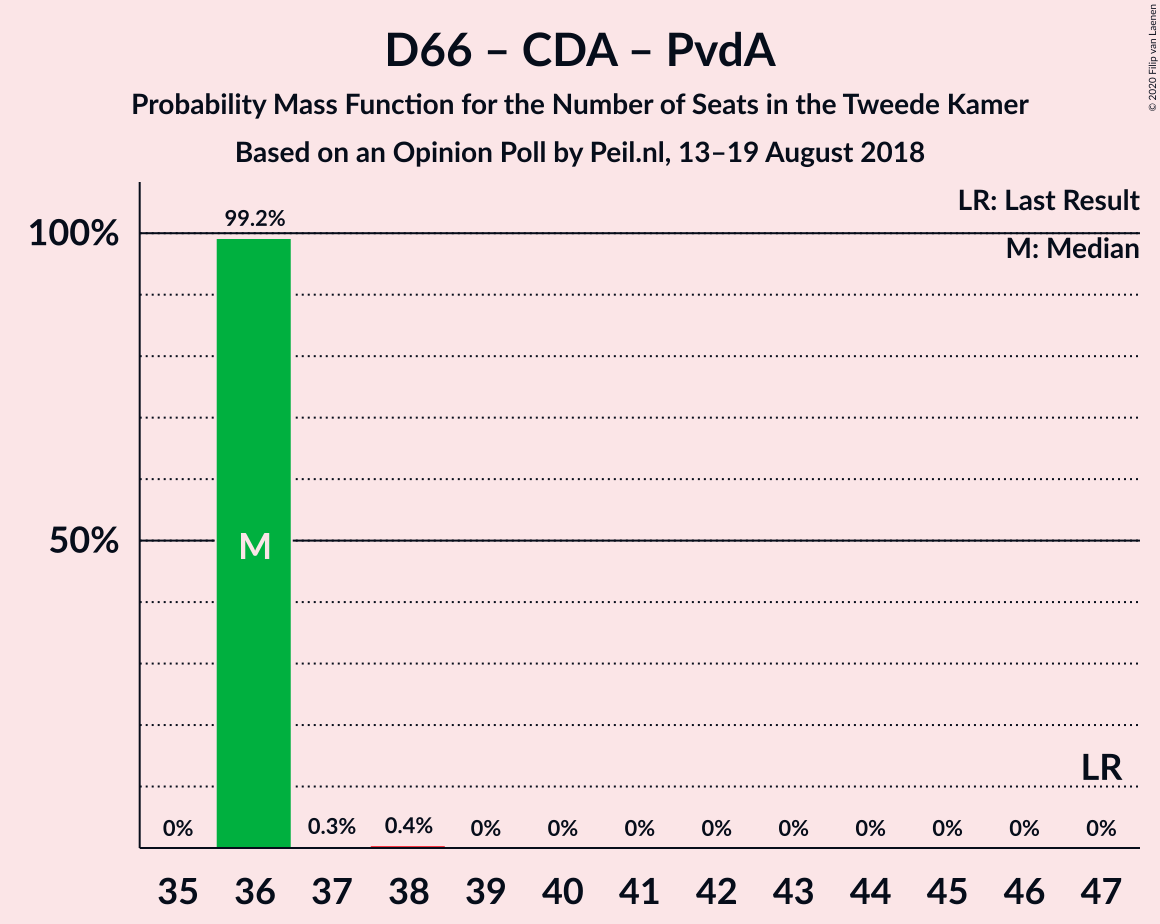 D66 – CDA – PvdA
Probability Mass Function for the Number of Seats in the Tweede Kamer
Based on an Opinion Poll by Peil.nl, 13–19 August 2018
© 2020 Filip van Laenen
LR: Last Result
M: Median
99.2%
100%
50%
M
LR
0% 0.3% 0.4% 0% 0% 0% 0% 0% 0% 0% 0% 0%
35 36 37 38 39 40 41 42 43 44 45 46 47